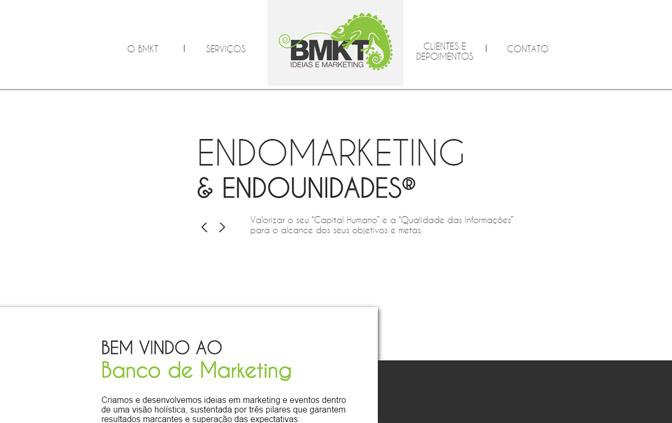 O BMKT
SERVIÇOS
BMKT
IDEIAS E MARKETING
CLIENTES E
DEPOIMENTOS
CONTATO
ENDOMARKETING
& ENDOUNIDADES®
Valorizar o seu "Capital Humano" e a "Qualidade das Informações"
para o alcance dos seus objetivos e metas.
BEM VINDO AO
Banco de Marketing
Criamos e desenvolvemos ideias em marketing e eventos dentro
de uma visão holística, sustentada por três pilares que garantem
resultados marcantes e superação das expectativas.